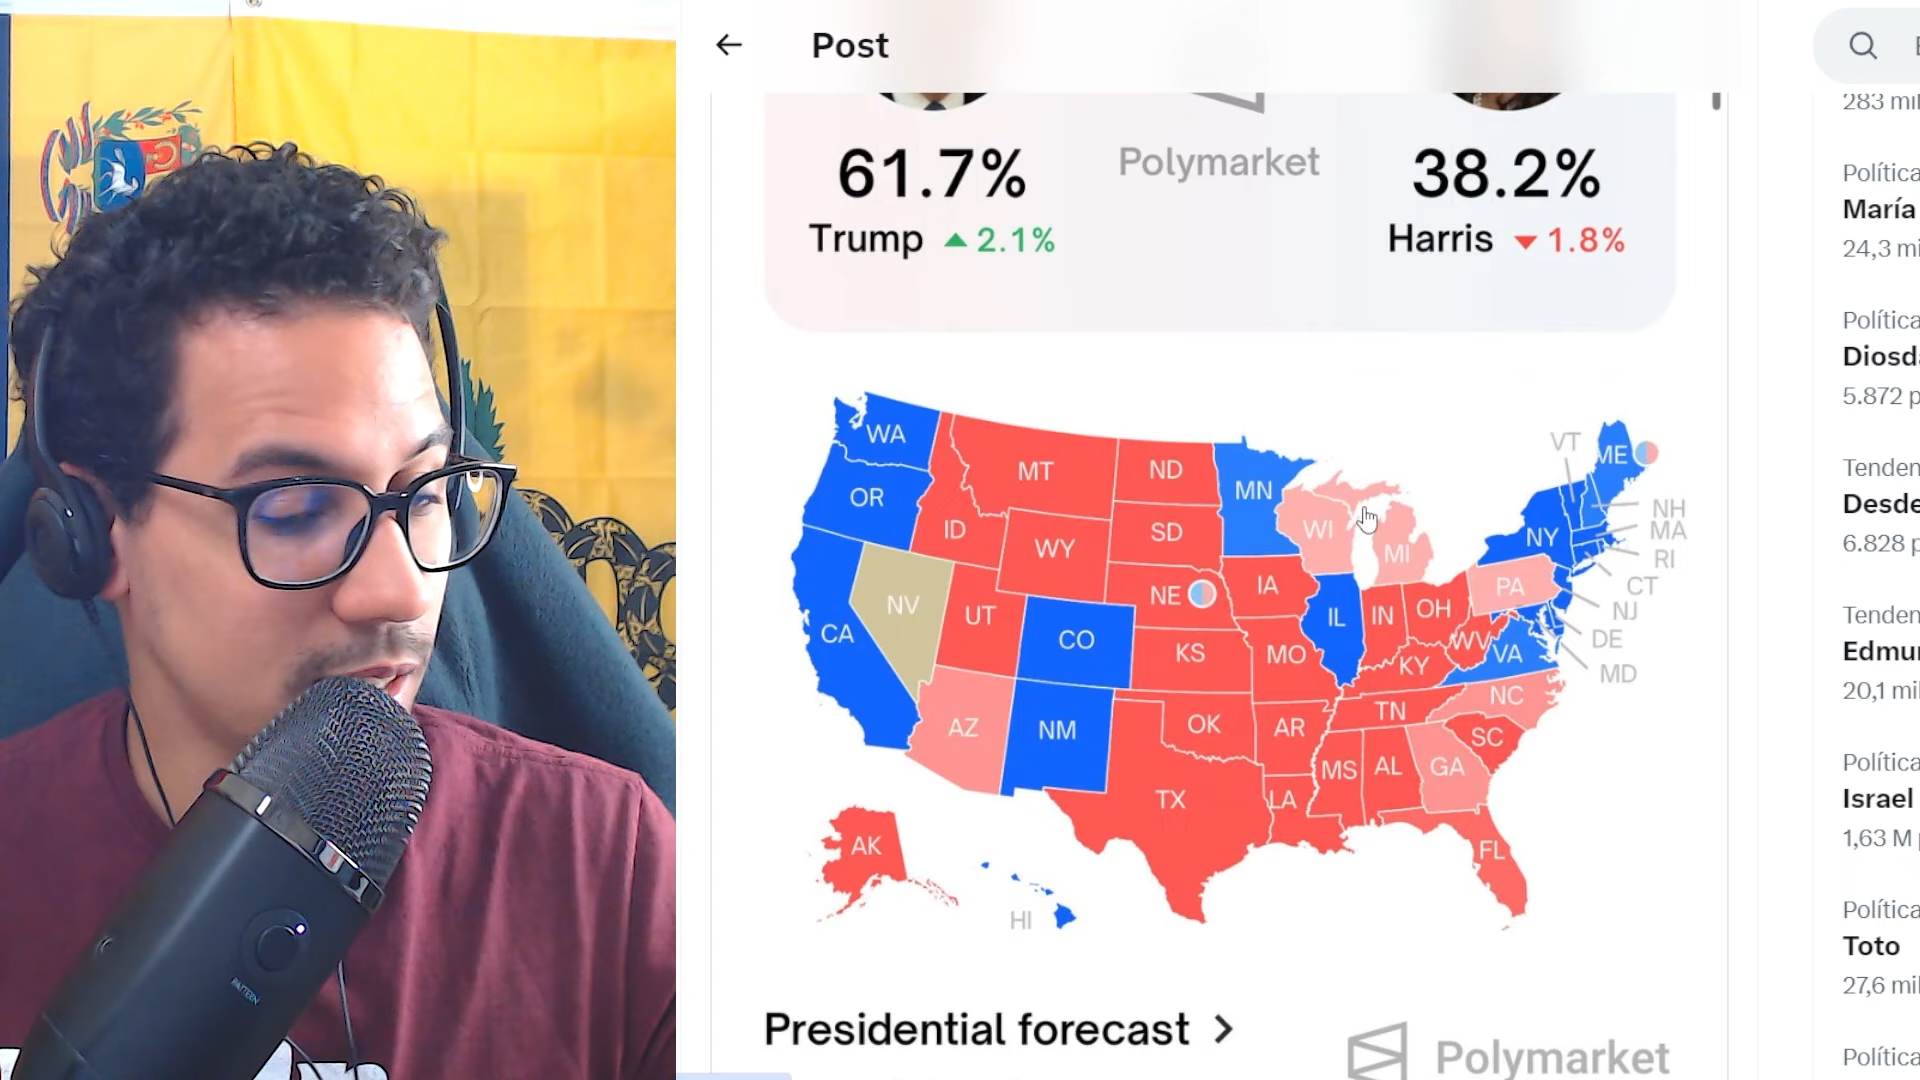 Post
61.7%
Polymarket
38.2%
Trump ▲ 2.1%
Harris ▼ 1.8%
WA
MT
ND
MN
VT
ME
OR
ID
WY
SD
WI
MI
NY
NH
MA
RI
CT
NJ
DE
MD
NV
UT
CO
NE
IA
IL
IN
OH
PA
CA
KS
MO
KY
WV
VA
AZ
NM
OK
AR
TN
NC
SC
TX
LA
MS
AL
GA
FL
AK
HI
Presidential forecast >
Polymarket
283 mil
Política
María
24,3 mi
Política
5.872 p
Desde
6.828 p
20,1 mil
Política
Israel
1,63 M p
Política
Toto
27,6 mil
Política
PATTERN